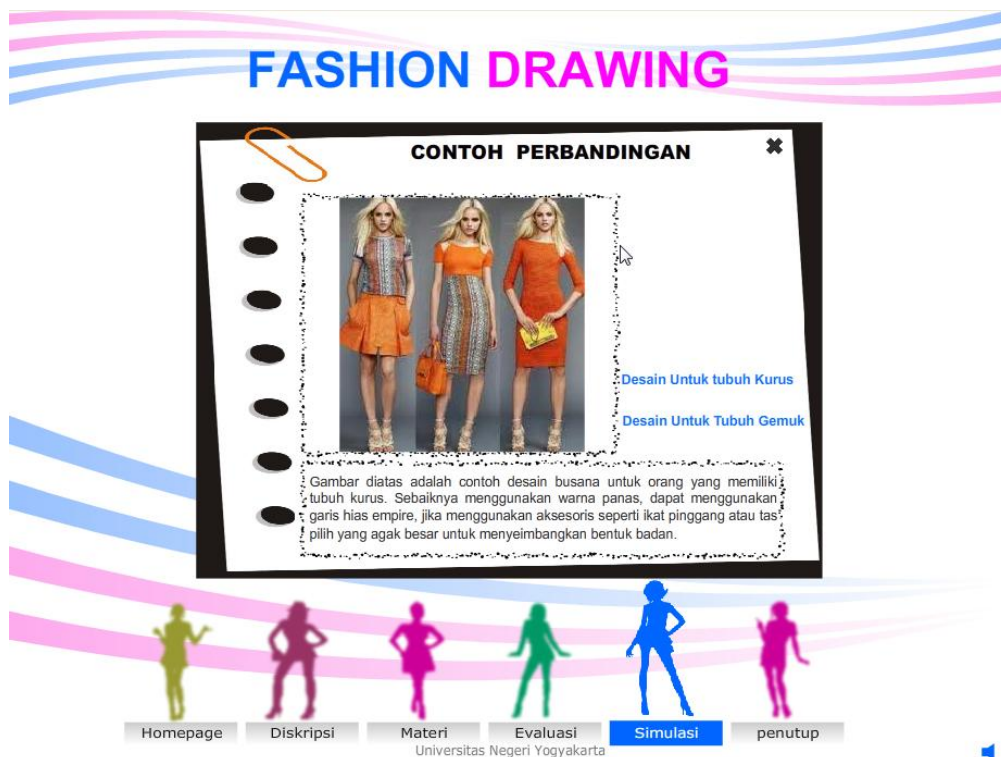 FASHION DRAWING
CONTOH PERBANDINGAN
Desain Untuk tubuh Kurus
Desain Untuk Tubuh Gemuk
Gambar diatas adalah contoh desain busana untuk orang yang memiliki
tubuh kurus. Sebaiknya menggunakan warna panas, dapat menggunakan
garis hias empire, jika menggunakan aksesoris seperti ikat pinggang atau tas
pilih yang agak besar untuk menyeimbangkan bentuk badan.
Homepage
Diskripsi
Materi
Evaluasi
Simulasi
penutup
Universitas Negeri Yogyakarta